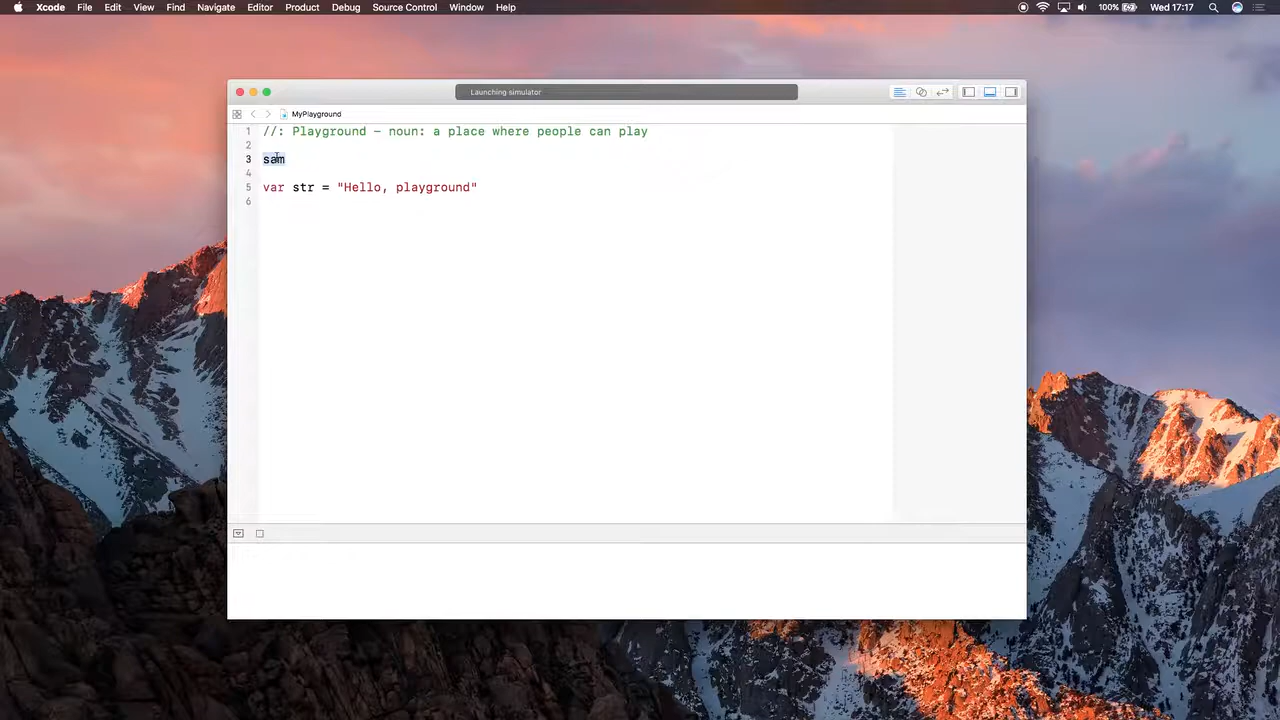 Xcode File Edit View Find Navigate Editor Product Debug Source Control Window Help 100% Wed 17:17
Launching simulator
MyPlayground
1 //: Playground - noun: a place where people can play
2
3 sam
4
5 var str = "Hello, playground"
6